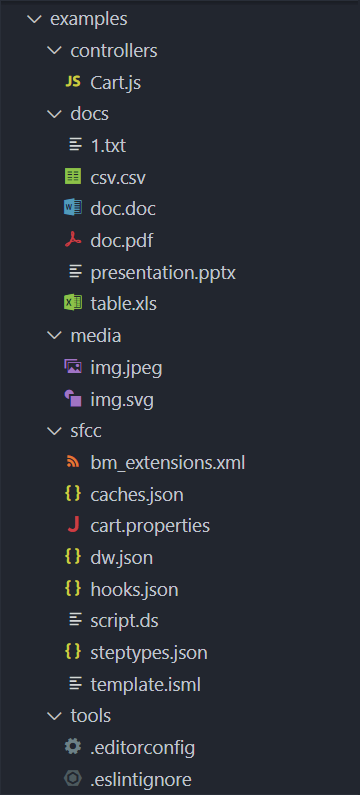 examples
controllers
JS Cart.js
docs
1.txt
csv.csv
W doc.doc
doc.pdf
presentation.pptx
X table.xls
media
img.jpeg
img.svg
sfcc
bm_extensions.xml
{} caches.json
J cart.properties
{} dw.json
{} hooks.json
script.ds
{} steptypes.json
template.isml
tools
.editorconfig
.eslintignore